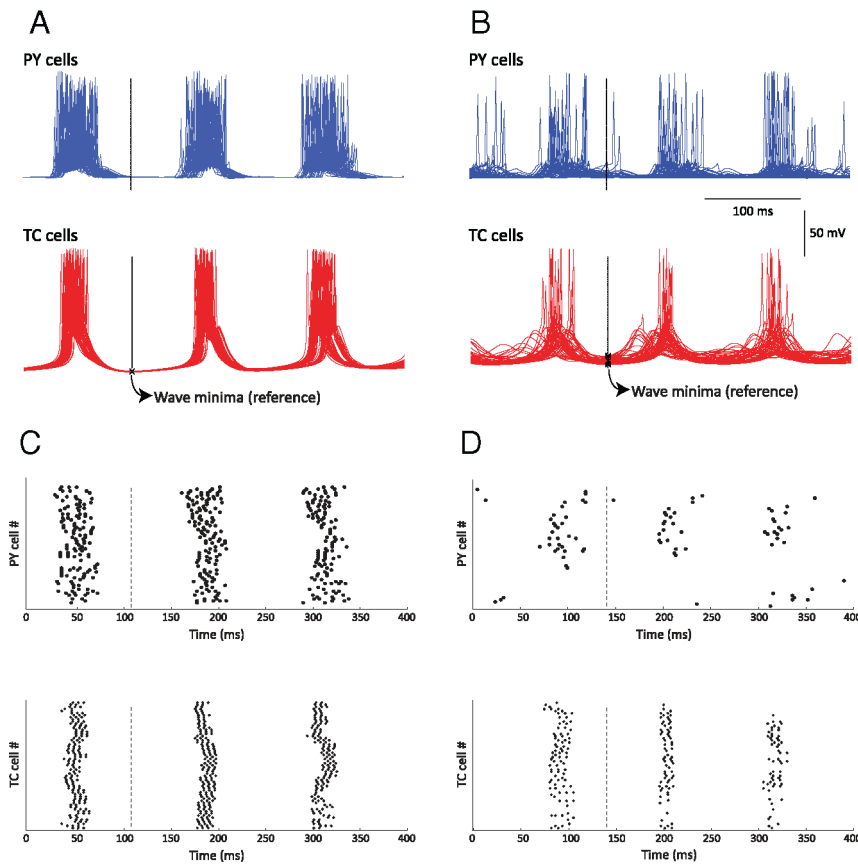 A
PY cells
TC cells
Wave minima (reference)
B
PY cells
100 ms
50 mV
TC cells
Wave minima (reference)
C
PY cell #
0 50 100 150 200 250 300 350 400
Time (ms)
TC cell #
0 50 100 150 200 250 300 350 400
Time (ms)
D
PY cell #
0 50 100 150 200 250 300 350 400
Time (ms)
TC cell #
0 50 100 150 200 250 300 350 400
Time (ms)